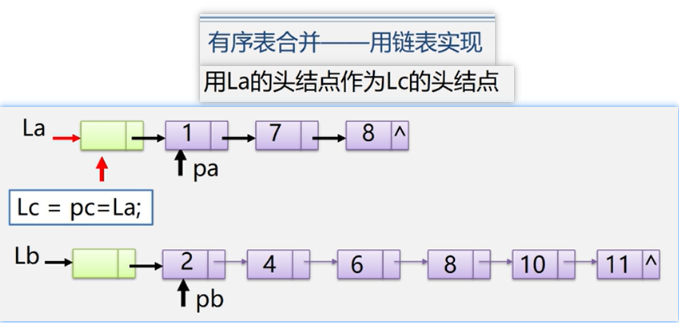 有序表合并——用链表实现
用La的头结点作为Lc的头结点
La
1 7 8 ^
pa
Lc = pc=La;
Lb
2 4 6 8 10 11 ^
pb